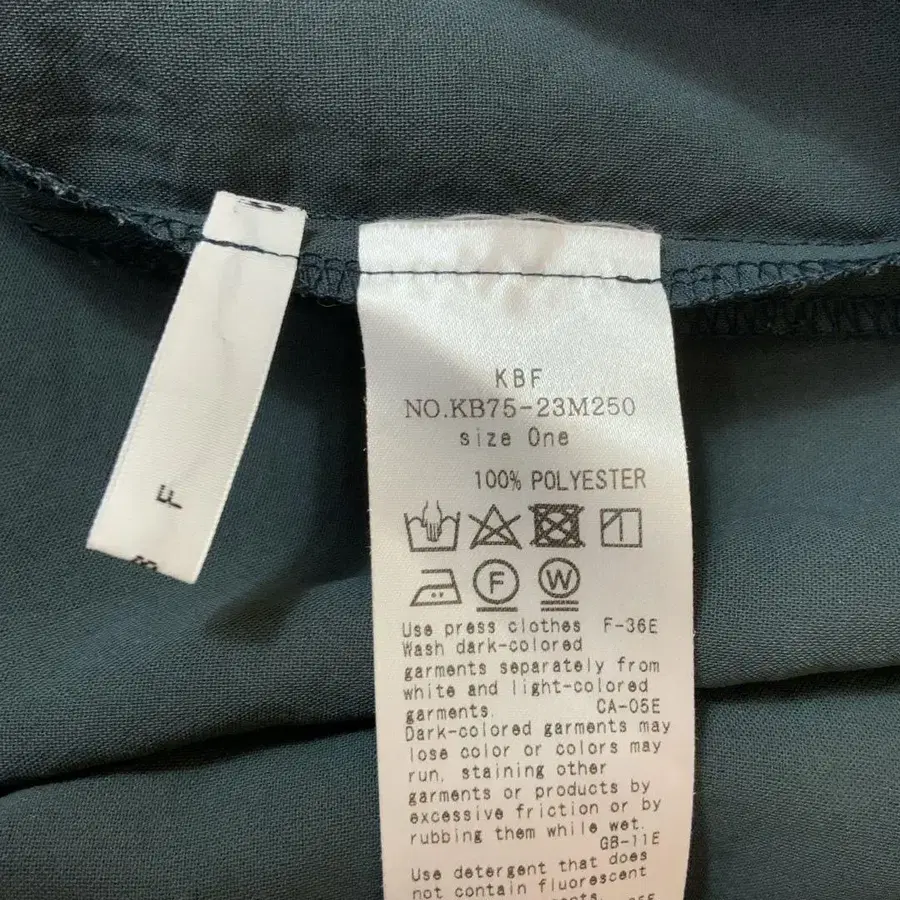 F
KBF
NO.KB75-23M250
size One
100% POLYESTER
F
W
Use press clothes F-36E
Wash dark-colored
garments separately from
white and light-colored
garments. CA-05E
Dark-colored garments may
lose color or colors may
run, staining other
garments or products by
excessive friction or by
rubbing them while wet.
GB-11E
Use detergent that does
not contain fluorescent